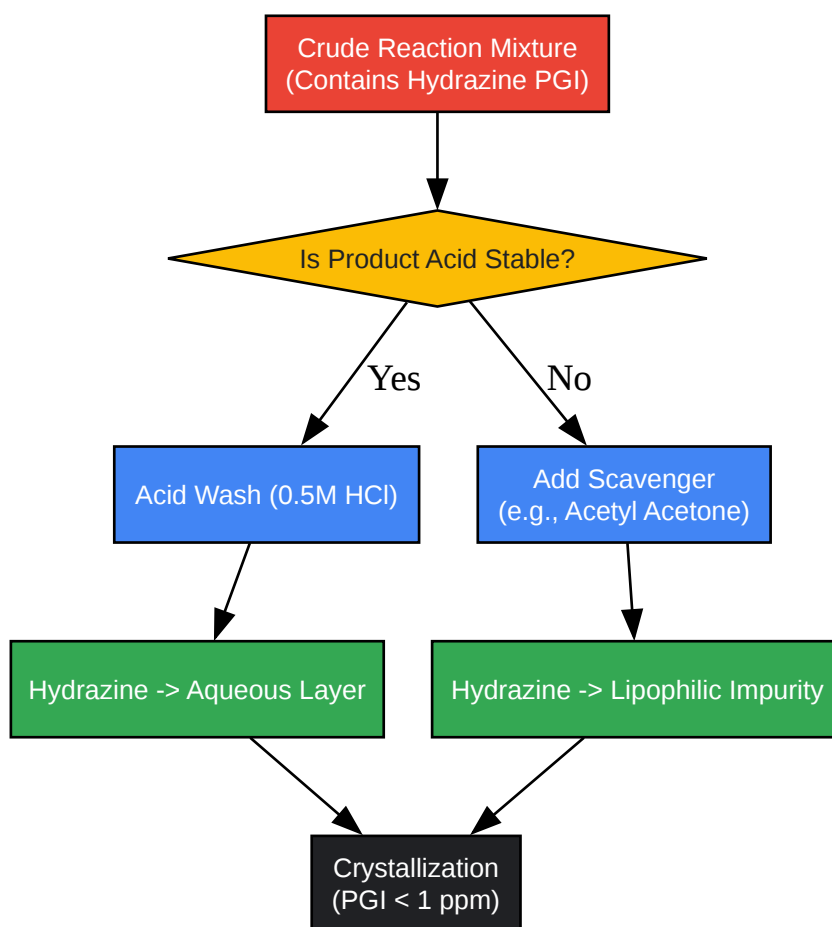 Crude Reaction Mixture
(Contains Hydrazine PGI)
Is Product Acid Stable?
Yes
No
Acid Wash (0.5M HCl)
Add Scavenger
(e.g., Acetyl Acetone)
Hydrazine -> Aqueous Layer
Hydrazine -> Lipophilic Impurity
Crystallization
(PGI < 1 ppm)